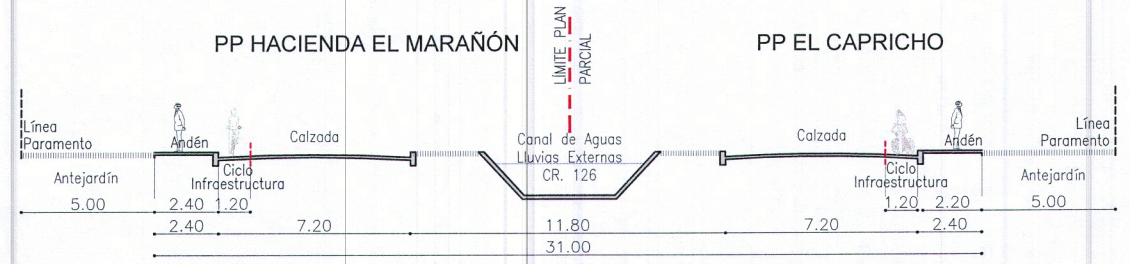 LÍMITE PLAN
PARCIAL
PP HACIENDA EL MARAÑÓN
PP EL CAPRICHO
Línea
Paramento
Andén
Calzada
Canal de Aguas
Lluvias Externas
CR. 126
Calzada
Andén
Línea
Paramento
Antejardín
Ciclo
Infraestructura
Ciclo
Infraestructura
Antejardín
5.00
2.40
1.20
1.20
2.20
5.00
2.40
7.20
11.80
7.20
2.40
31.00